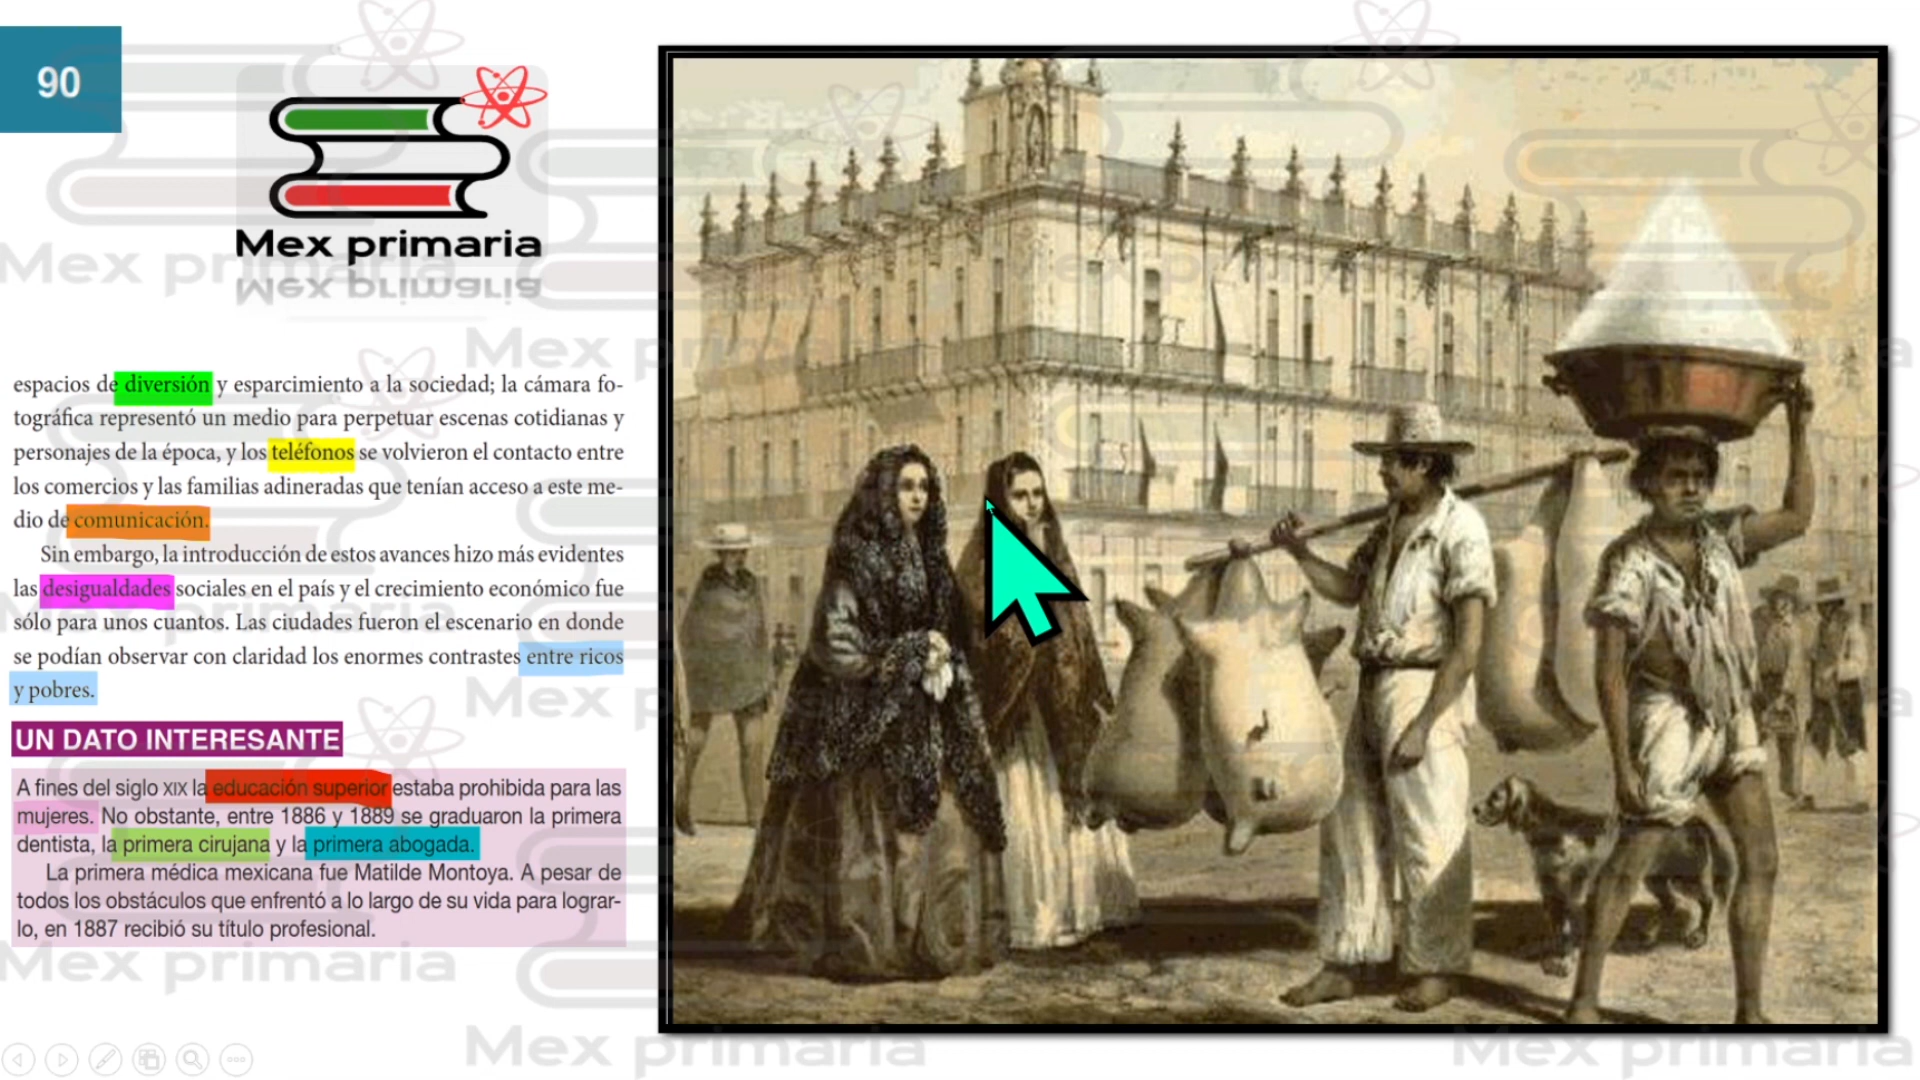 90
Mex primaria
espacios de diversión y esparcimiento a la sociedad; la cámara fo-
tográfica representó un medio para perpetuar escenas cotidianas y
personajes de la época, y los teléfonos se volvieron el contacto entre
los comercios y las familias adineradas que tenían acceso a este me-
dio de comunicación.
Sin embargo, la introducción de estos avances hizo más evidentes
las desigualdades sociales en el país y el crecimiento económico fue
sólo para unos cuantos. Las ciudades fueron el escenario en donde
se podían observar con claridad los enormes contrastes entre ricos
y pobres.
UN DATO INTERESANTE
A fines del siglo XIX la educación superior estaba prohibida para las
mujeres. No obstante, entre 1886 y 1889 se graduaron la primera
dentista, la primera cirujana y la primera abogada.
La primera médica mexicana fue Matilde Montoya. A pesar de
todos los obstáculos que enfrentó a lo largo de su vida para lograr-
lo, en 1887 recibió su título profesional.
Mex primaria
Mex primaria
Mex primaria